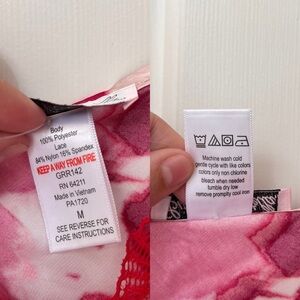 Body
100% Polyester
Lace
84% Nylon 16% Spandex
KEEP AWAY FROM FIRE
GRR142
RN 64211
Made in Vietnam
PA1720
M
SEE REVERSE FOR
CARE INSTRUCTIONS
Machine wash cold
gentle cycle with like colors
colors only non chlorine
bleach when needed
tumble dry low
remove promptly cool iron